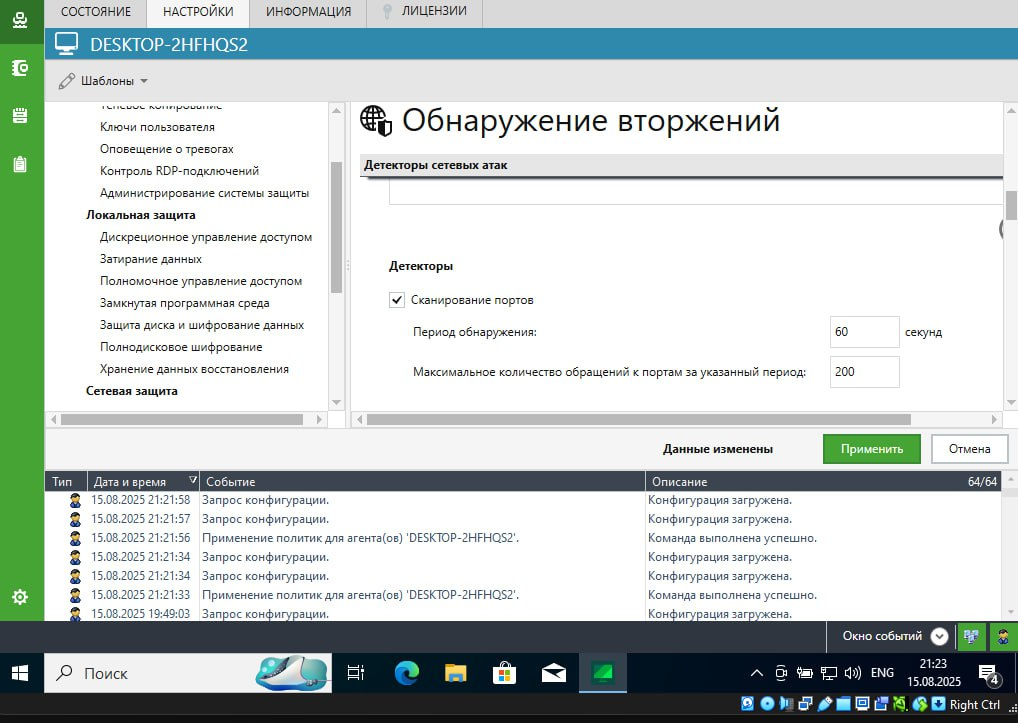 СОСТОЯНИЕ НАСТРОЙКИ ИНФОРМАЦИЯ ЛИЦЕНЗИИ
DESKTOP-2HFHQS2
Шаблоны
Теневое копирование
Ключи пользователя
Оповещение о тревогах
Контроль RDP-подключений
Администрирование системы защиты
Локальная защита
Дискреционное управление доступом
Затирание данных
Полномочное управление доступом
Замкнутая программная среда
Защита диска и шифрование данных
Полнодисковое шифрование
Хранение данных восстановления
Сетевая защита
Обнаружение вторжений
Детекторы сетевых атак
Детекторы
Сканирование портов
Период обнаружения: 60 секунд
Максимальное количество обращений к портам за указанный период: 200
Данные изменены Применить Отмена
Тип Дата и время Событие Описание 64/64
15.08.2025 21:21:58 Запрос конфигурации. Конфигурация загружена.
15.08.2025 21:21:57 Запрос конфигурации. Конфигурация загружена.
15.08.2025 21:21:56 Применение политик для агента(ов) 'DESKTOP-2HFHQS2'. Команда выполнена успешно.
15.08.2025 21:21:34 Запрос конфигурации. Конфигурация загружена.
15.08.2025 21:21:34 Запрос конфигурации. Конфигурация загружена.
15.08.2025 21:21:33 Применение политик для агента(ов) 'DESKTOP-2HFHQS2'. Команда выполнена успешно.
15.08.2025 19:49:03 Запрос конфигурации. Конфигурация загружена.
Окно событий
Поиск
ENG
21:23
15.08.2025
4
Right Ctrl